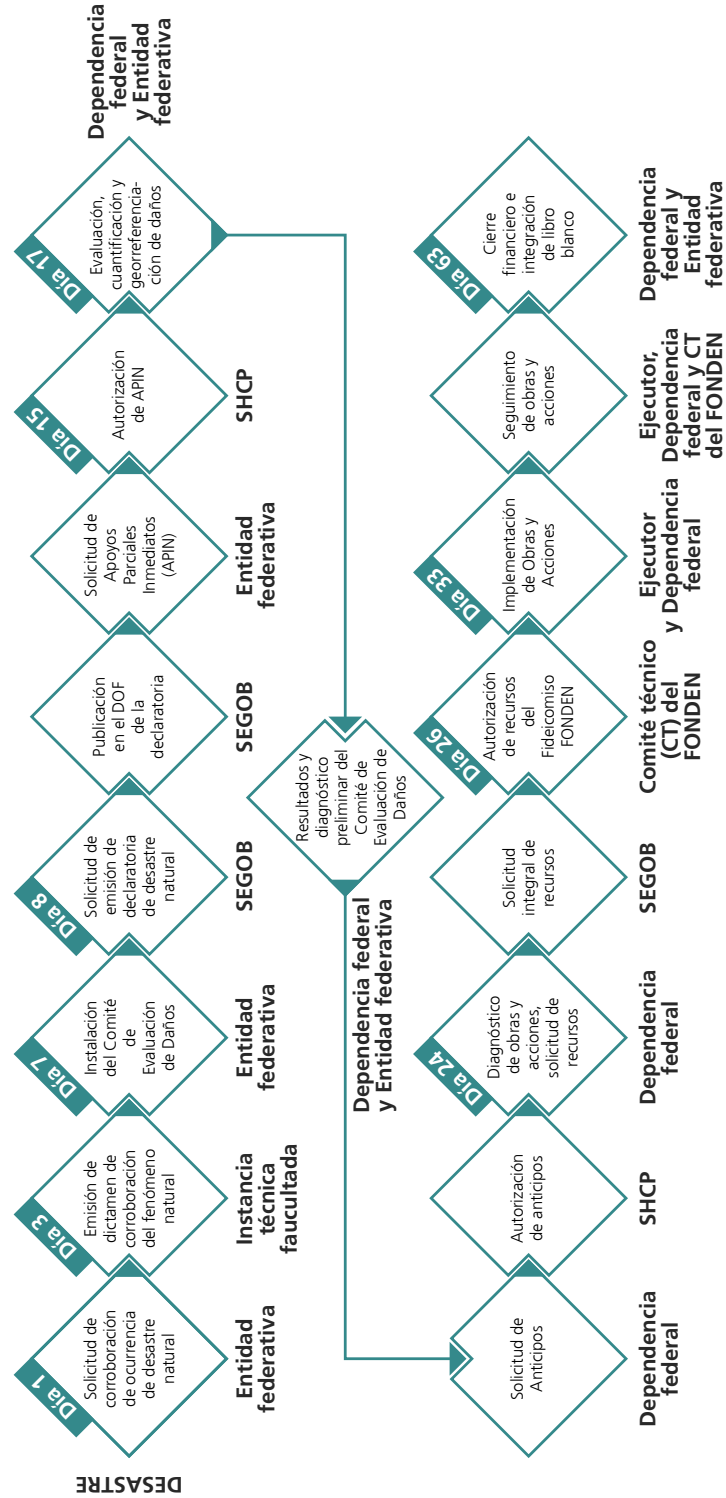 DESASTRE
Día 1
Solicitud de
corroboración
de ocurrencia
de desastre
natural
Entidad
federativa
Día 3
Emisión de
dictamen de
corroboración
del fenómeno
natural
Instancia
técnica
faucultada
Día 7
Instalación
del Comité
de
Evaluación
de Daños
Entidad
federativa
Día 8
Solicitud de
emisión de
declaratoria
de desastre
natural
SEGOB
Publicación
en el DOF
de la
declaratoria
SEGOB
Solicitud de
Apoyos
Parciales
Inmediatos
(APIN)
Entidad
federativa
Día 15
Autorización
de APIN
SHCP
Día 17
Evaluación,
cuantificación y
georreferencia-
ción de daños
Dependencia
federal
y Entidad
federativa
Resultados y
diagnóstico
preliminar del
Comité de
Evaluación de
Daños
Dependencia federal
y Entidad federativa
Solicitud de
Anticipos
Dependencia
federal
Autorización
de anticipos
SHCP
Día 24
Diagnóstico
de obras y
acciones,
solicitud de
recursos
Dependencia
federal
Solicitud
integral de
recursos
SEGOB
Día 26
Autorización
de recursos
del
Fideicomiso
FONDEN
Comité técnico
(CT) del
FONDEN
Día 33
Implementación
de Obras y
Acciones
Ejecutor
y Dependencia
federal
Seguimiento
de obras y
acciones
Ejecutor,
Dependencia
federal y CT
del FONDEN
Día 63
Cierre
financiero e
integración
de libro
blanco
Dependencia
federal y
Entidad
federativa